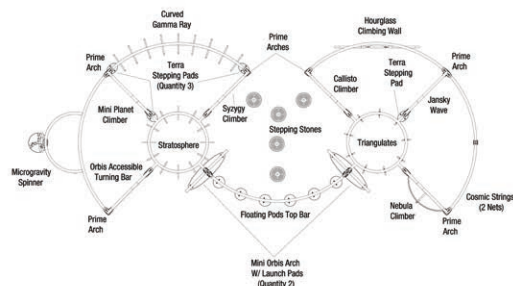 Curved
Gamma Ray
Hourglass
Climbing Wall
Prime
Arches
Prime
Arch
Terra
Stepping Pads
(Quantity 3)
Callisto
Climber
Terra
Stepping
Pad
Prime
Arch
Mini Planet
Climber
Syzygy
Climber
Jansky
Wave
Stepping Stones
Stratosphere
Triangulates
Orbis Accessible
Turning Bar
Microgravity
Spinner
Floating Pods Top Bar
Nebula
Climber
Cosmic Strings
(2 Nets)
Prime
Arch
Prime
Arch
Mini Orbis Arch
W/ Launch Pads
(Quantity 2)